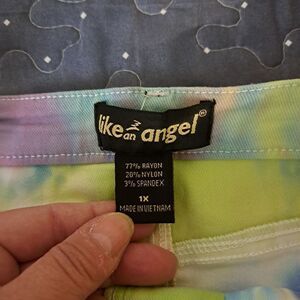 like an angel®
77% RAYON
20% NYLON
3% SPANDEX
1X
MADE IN VIETNAM